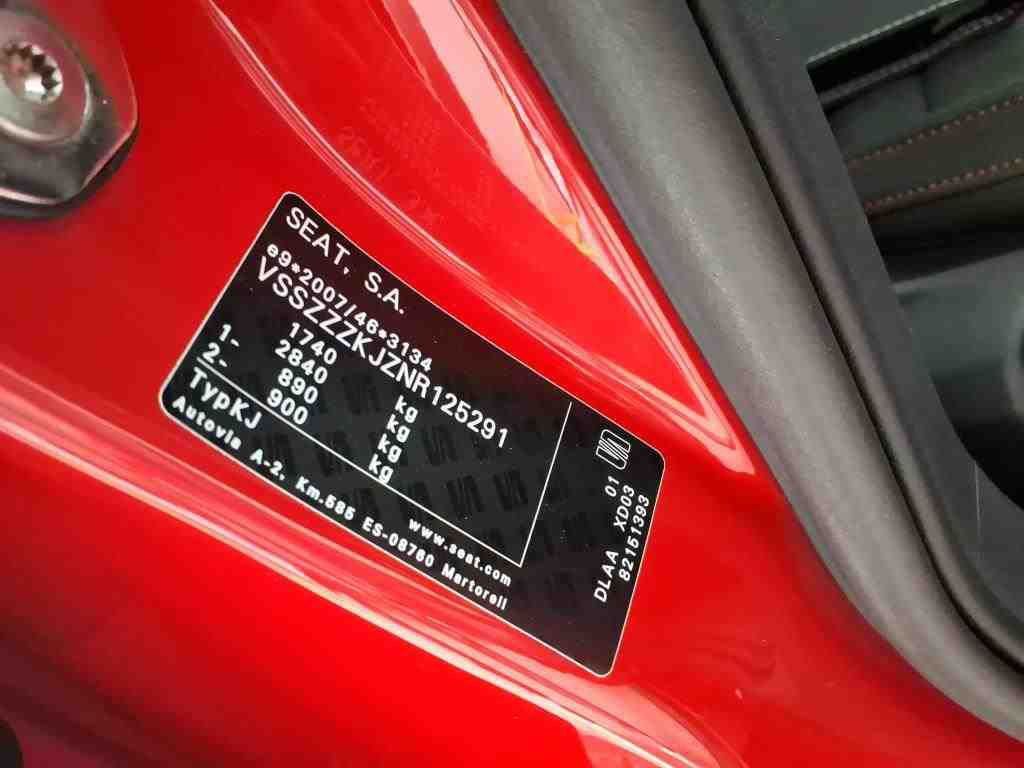 SEAT, S.A.
e9*2007/46*3134
VSSZZZKJZNR125291
1740 kg
2840 kg
1- 890 kg
2- 900 kg
TypKJ
www.seat.com
Autovia A-2, Km.585 ES-08760 Martorell
01
DLAA XD03
82151393